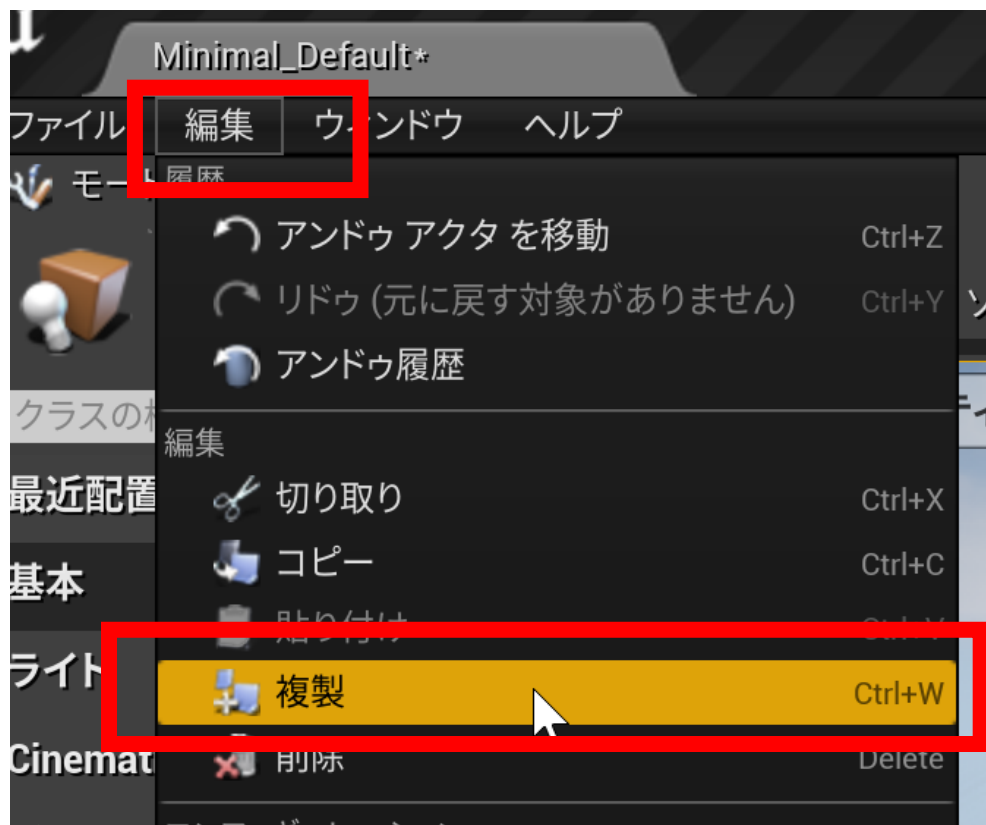 Minimal_Default*
ファイル 編集 ウィンドウ ヘルプ
モード 履歴
アンドゥ アクタ を移動 Ctrl+Z
リドゥ (元に戻す対象がありません) Ctrl+Y
アンドゥ履歴
クラスの
編集
最近配置
切り取り Ctrl+X
コピー Ctrl+C
基本
貼り付け Ctrl+V
ライト
複製 Ctrl+W
Cinemat
削除 Delete